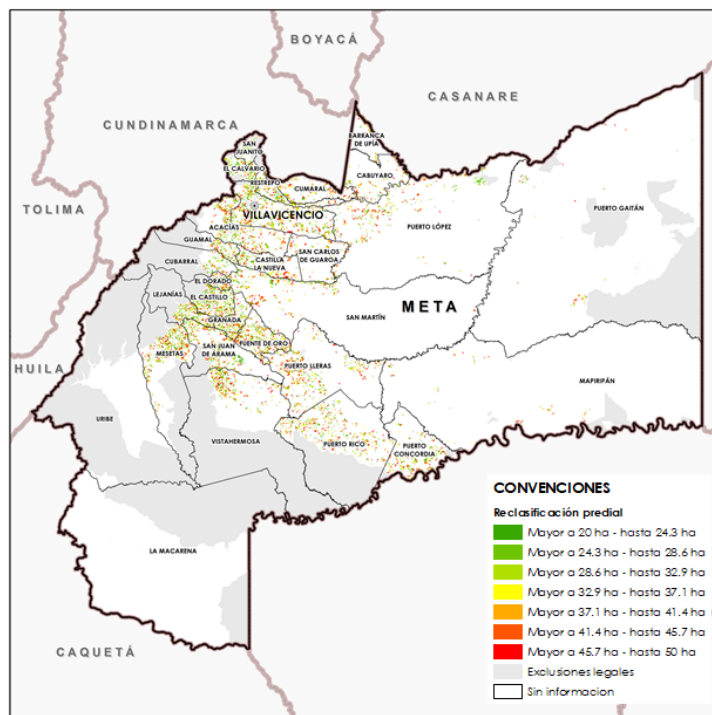 BOYACÁ
CASANARE
CUNDINAMARCA
BARRANCA
DE UPÍA
SAN
JUANITO
EL CALVARIO
CABUYARO
RESTREPO
CUMARAL
TOLIMA
VILLAVICENCIO
PUERTO GAITÁN
ACACÍAS
PUERTO LÓPEZ
GUAMAL
SAN CARLOS
DE GUAROA
CASTILLA
LA NUEVA
CUBARRAL
EL DORADO
LEJANÍAS
EL CASTILLO
META
GRANADA
SAN MARTÍN
SAN JUAN
DE ARAMA
FUENTE DE ORO
MESETAS
HUILA
PUERTO LLERAS
MAPIRIPÁN
URIBE
VISTAHERMOSA
PUERTO RICO
PUERTO
CONCORDIA
LA MACARENA
CAQUETÁ
CONVENCIONES
Reclasificación predial
Mayor a 20 ha - hasta 24.3 ha
Mayor a 24.3 ha - hasta 28.6 ha
Mayor a 28.6 ha - hasta 32.9 ha
Mayor a 32.9 ha - hasta 37.1 ha
Mayor a 37.1 ha - hasta 41.4 ha
Mayor a 41.4 ha - hasta 45.7 ha
Mayor a 45.7 ha - hasta 50 ha
Exclusiones legales
Sin informacion